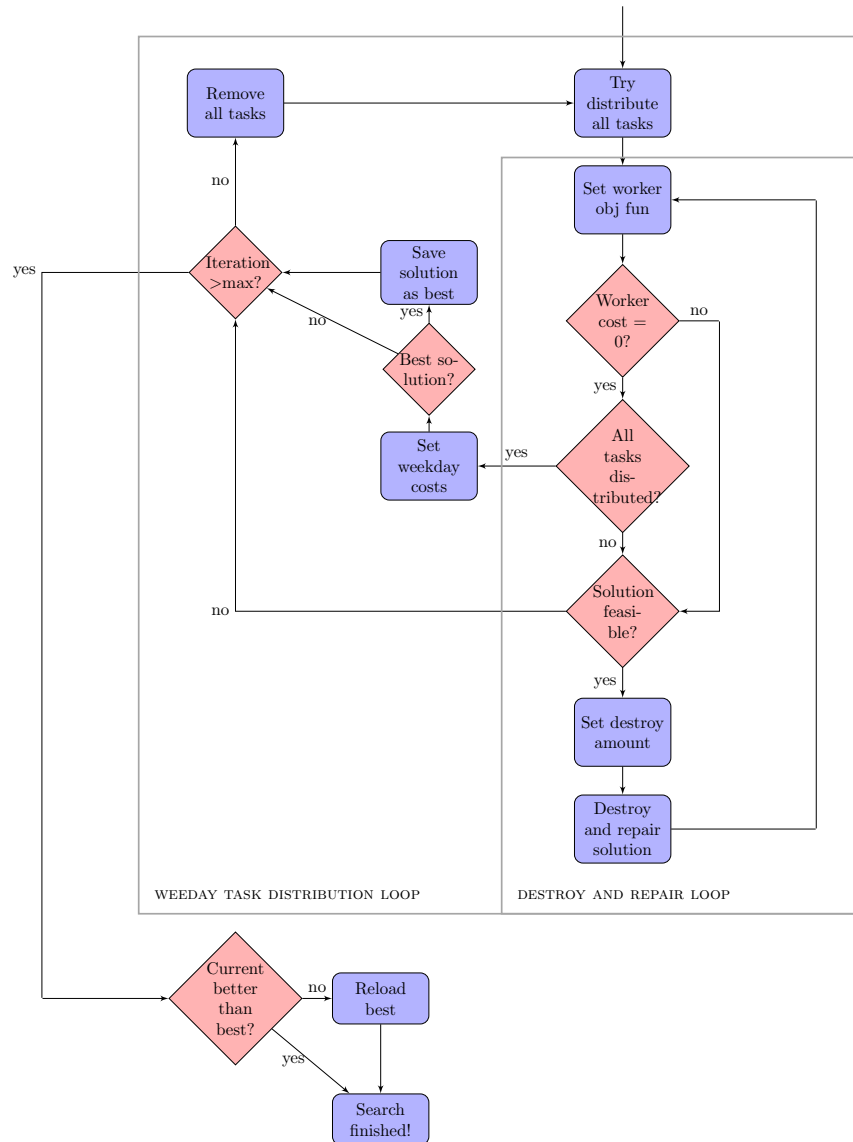 Remove
all tasks
Try
distribute
all tasks
no
Set worker
obj fun
yes
Iteration
>max?
Save
solution
as best
no
yes
Worker
cost =
0?
no
Best so-
lution?
yes
Set
weekday
costs
yes
All
tasks
dis-
tributed?
no
no
Solution
feasi-
ble?
yes
Set destroy
amount
Destroy
and repair
solution
WEEDAY TASK DISTRIBUTION LOOP
DESTROY AND REPAIR LOOP
Current
better
than
best?
no
Reload
best
yes
Search
finished!